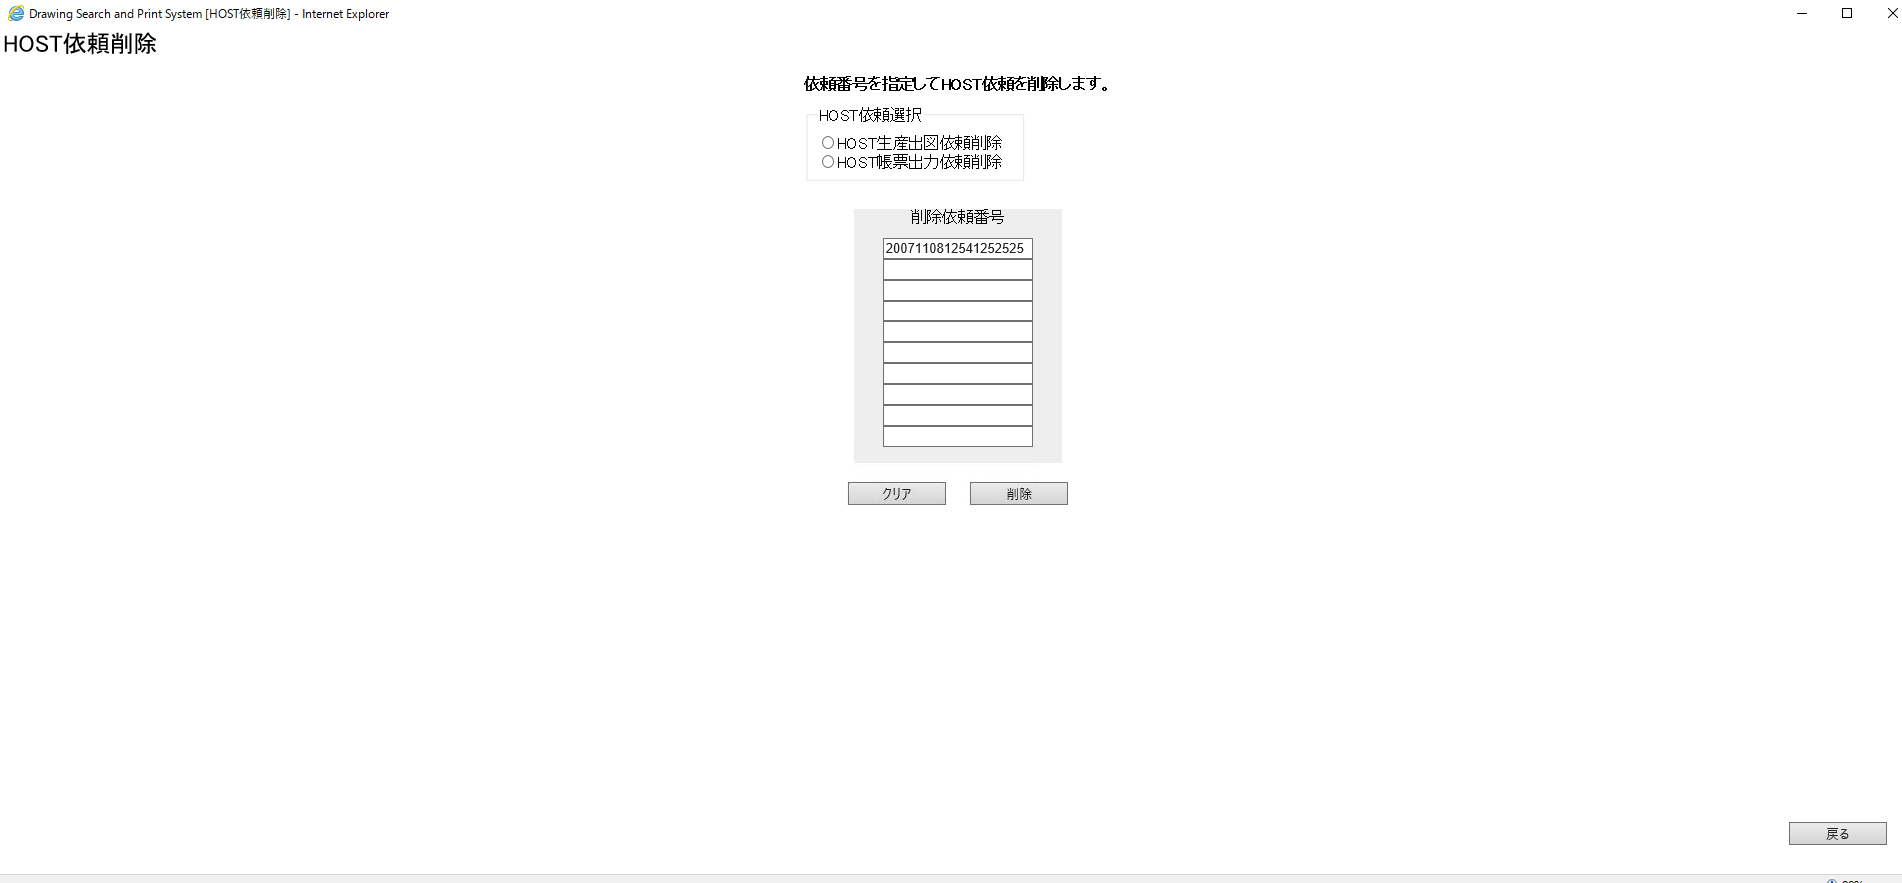 Drawing Search and Print System [HOST依頼削除] - Internet Explorer
HOST依頼削除
依頼番号を指定してHOST依頼を削除します。
HOST依頼選択
HOST生産出図依頼削除
HOST帳票出力依頼削除
削除依頼番号
2007110812541252525
クリア
削除
戻る